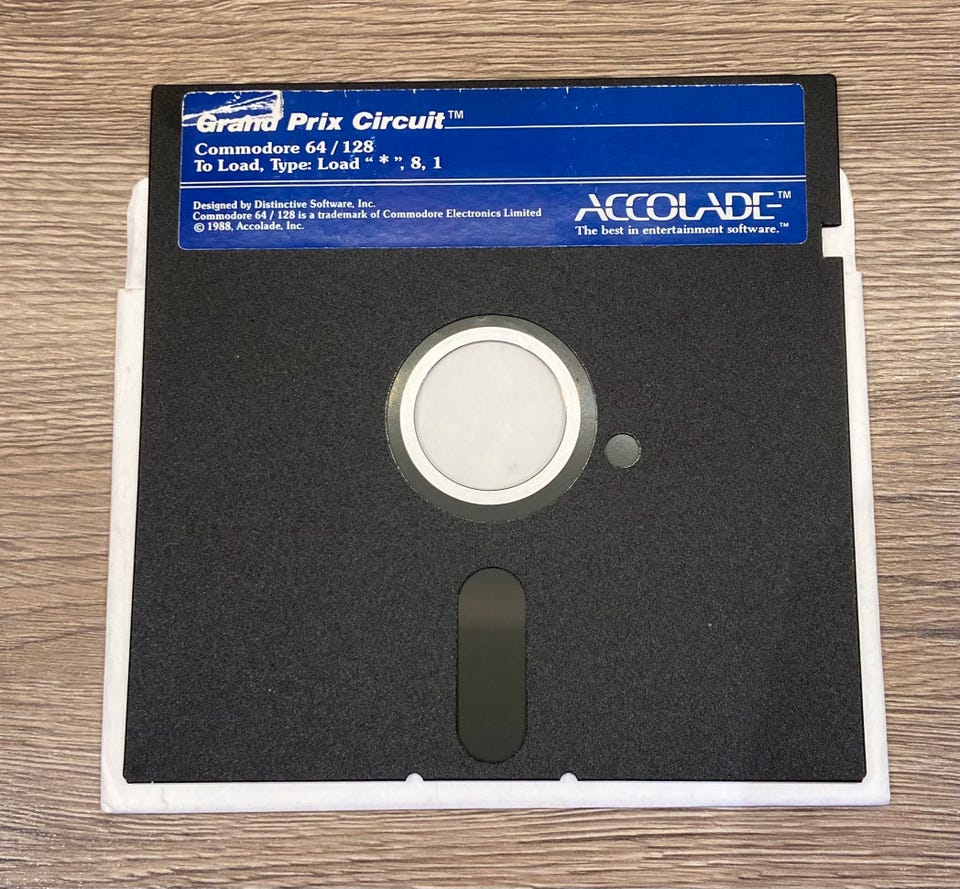 Grand Prix Circuit™
Commodore 64 / 128
To Load, Type: Load “ * ”, 8, 1
Designed by Distinctive Software, Inc.
Commodore 64 / 128 is a trademark of Commodore Electronics Limited
© 1988, Accolade, Inc.
ACCOLADE™
The best in entertainment software.™